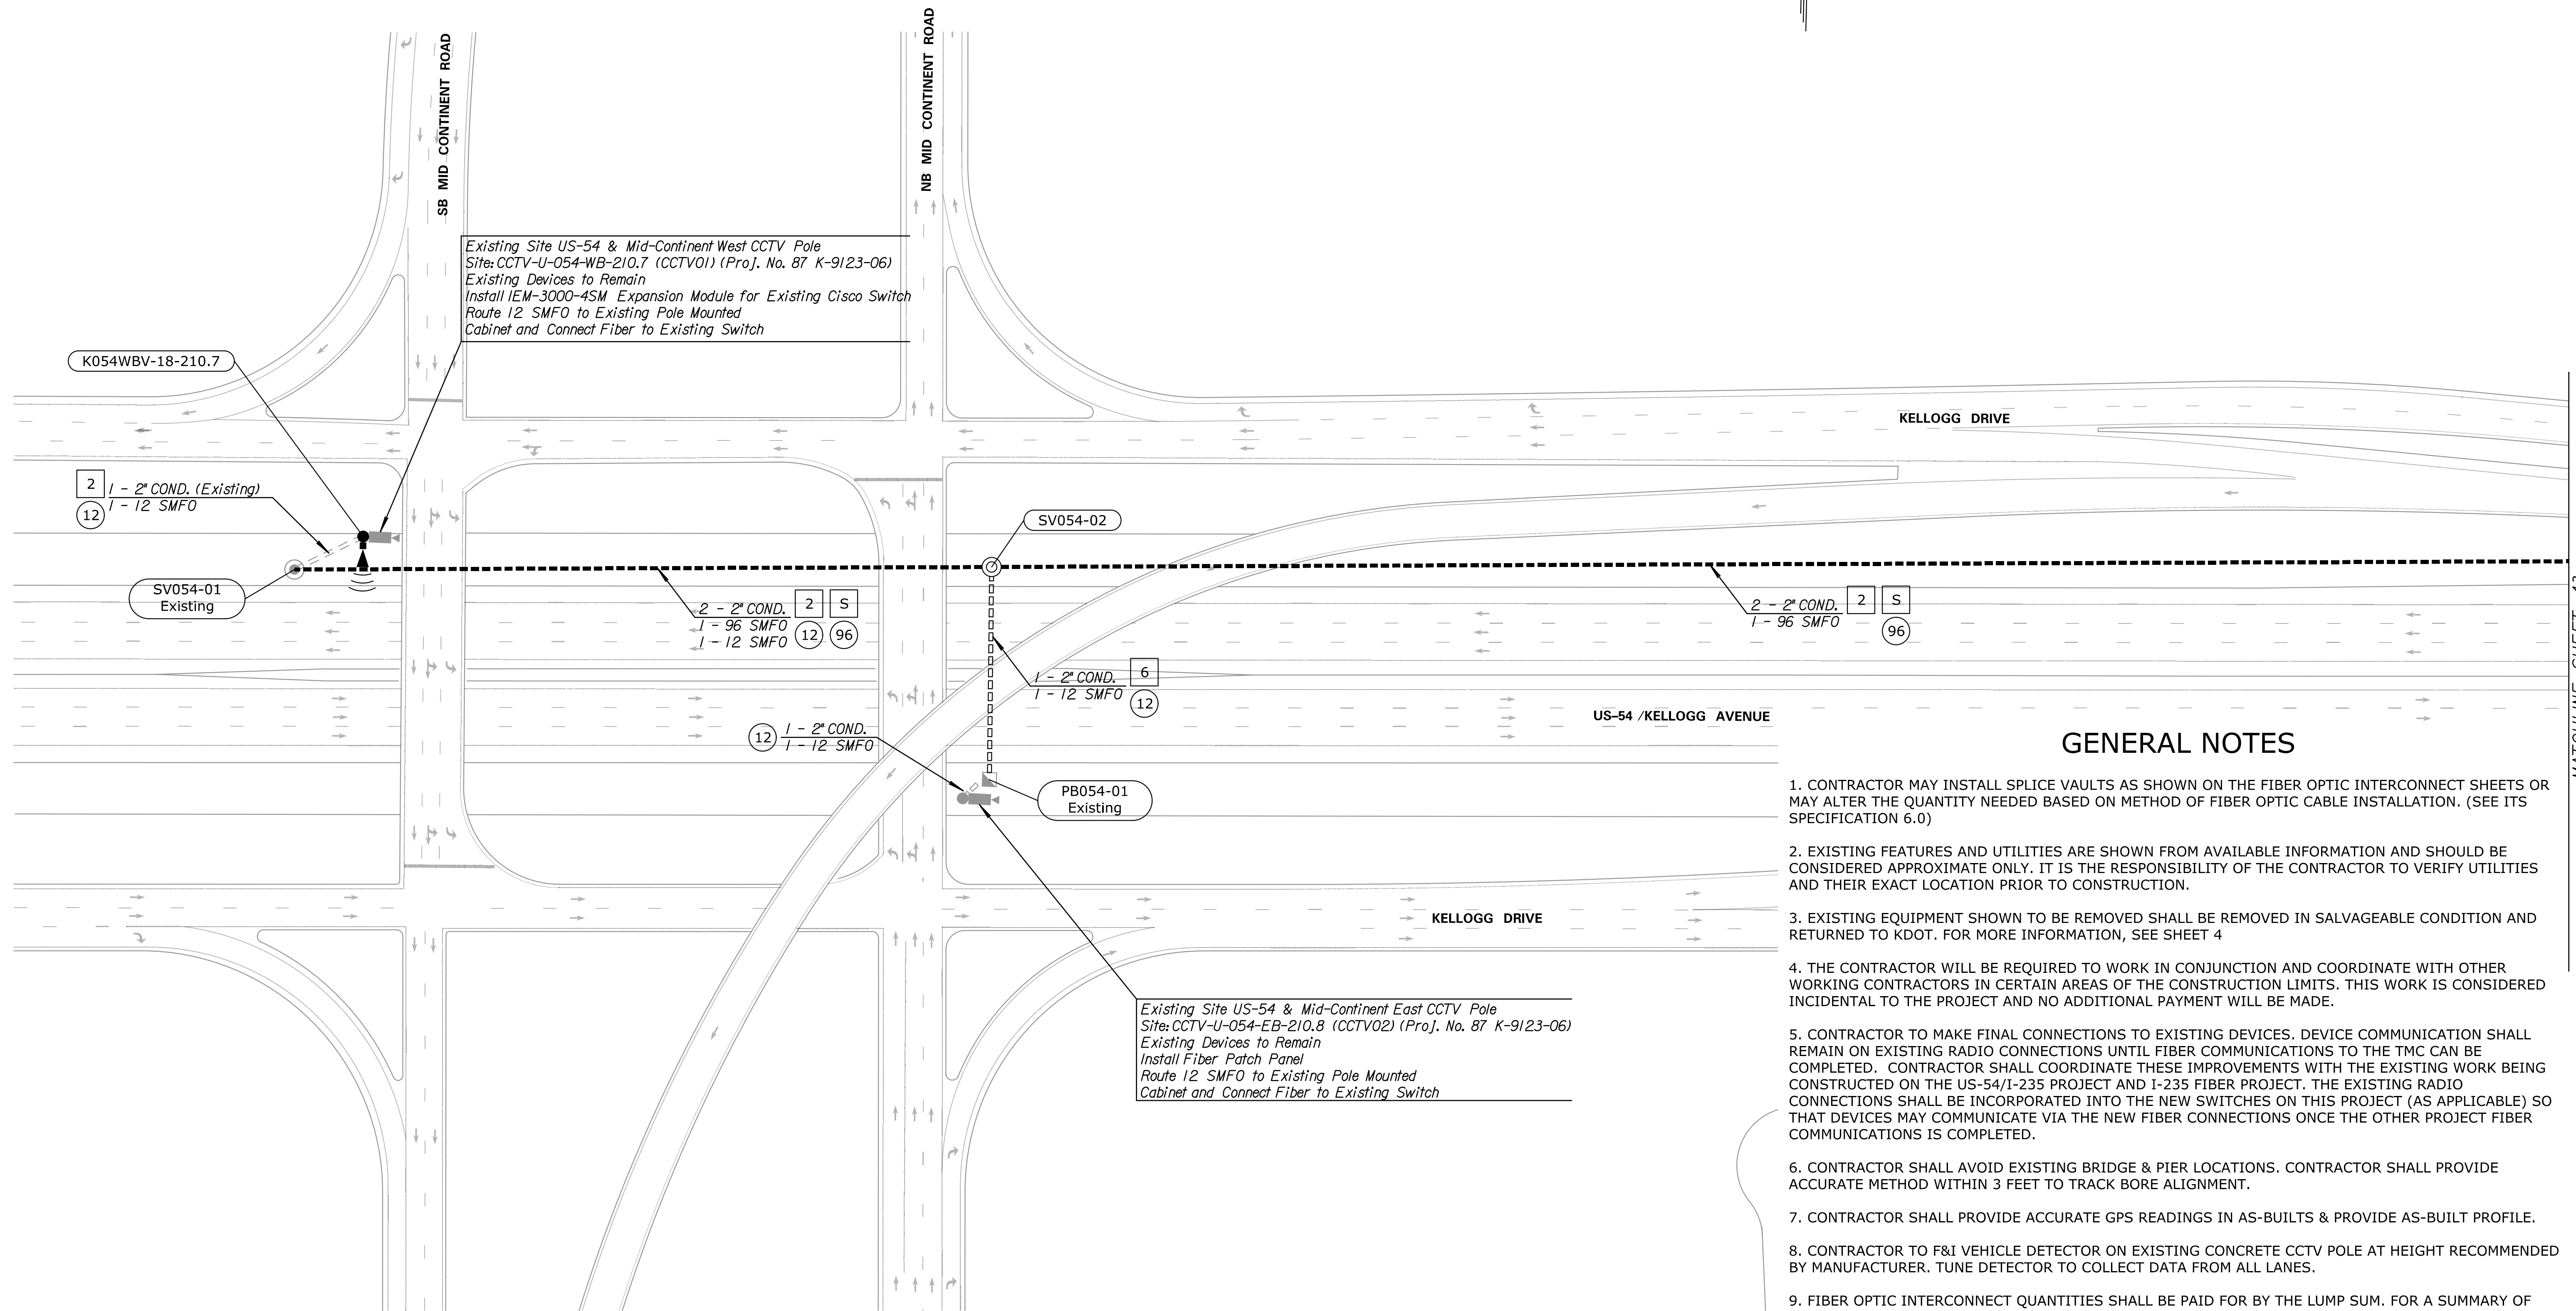 SB MID CONTINENT ROAD
NB MID CONTINENT ROAD
Existing Site US-54 & Mid-Continent West CCTV Pole
Site: CCTV-U-054-WB-210.7 (CCTV01) (Proj. No. 87 K-9123-06)
Existing Devices to Remain
Install IEM-3000-4SM Expansion Module for Existing Cisco Switch
Route 12 SMFO to Existing Pole Mounted
Cabinet and Connect Fiber to Existing Switch
K054WBV-18-210.7
KELLOGG DRIVE
2
1 - 2" COND. (Existing)
12
1 - 12 SMFO
SV054-02
SV054-01
Existing
2 - 2" COND.
2
S
1 - 96 SMFO
1 - 12 SMFO
12
96
2 - 2" COND.
2
S
1 - 96 SMFO
96
1 - 2" COND.
6
1 - 12 SMFO
12
12
1 - 2" COND.
1 - 12 SMFO
US-54 /KELLOGG AVENUE
PB054-01
Existing
KELLOGG DRIVE
Existing Site US-54 & Mid-Continent East CCTV Pole
Site: CCTV-U-054-EB-210.8 (CCTV02) (Proj. No. 87 K-9123-06)
Existing Devices to Remain
Install Fiber Patch Panel
Route 12 SMFO to Existing Pole Mounted
Cabinet and Connect Fiber to Existing Switch
GENERAL NOTES
1. CONTRACTOR MAY INSTALL SPLICE VAULTS AS SHOWN ON THE FIBER OPTIC INTERCONNECT SHEETS OR
MAY ALTER THE QUANTITY NEEDED BASED ON METHOD OF FIBER OPTIC CABLE INSTALLATION. (SEE ITS
SPECIFICATION 6.0)
2. EXISTING FEATURES AND UTILITIES ARE SHOWN FROM AVAILABLE INFORMATION AND SHOULD BE
CONSIDERED APPROXIMATE ONLY. IT IS THE RESPONSIBILITY OF THE CONTRACTOR TO VERIFY UTILITIES
AND THEIR EXACT LOCATION PRIOR TO CONSTRUCTION.
3. EXISTING EQUIPMENT SHOWN TO BE REMOVED SHALL BE REMOVED IN SALVAGEABLE CONDITION AND
RETURNED TO KDOT. FOR MORE INFORMATION, SEE SHEET 4
4. THE CONTRACTOR WILL BE REQUIRED TO WORK IN CONJUNCTION AND COORDINATE WITH OTHER
WORKING CONTRACTORS IN CERTAIN AREAS OF THE CONSTRUCTION LIMITS. THIS WORK IS CONSIDERED
INCIDENTAL TO THE PROJECT AND NO ADDITIONAL PAYMENT WILL BE MADE.
5. CONTRACTOR TO MAKE FINAL CONNECTIONS TO EXISTING DEVICES. DEVICE COMMUNICATION SHALL
REMAIN ON EXISTING RADIO CONNECTIONS UNTIL FIBER COMMUNICATIONS TO THE TMC CAN BE
COMPLETED. CONTRACTOR SHALL COORDINATE THESE IMPROVEMENTS WITH THE EXISTING WORK BEING
CONSTRUCTED ON THE US-54/I-235 PROJECT AND I-235 FIBER PROJECT. THE EXISTING RADIO
CONNECTIONS SHALL BE INCORPORATED INTO THE NEW SWITCHES ON THIS PROJECT (AS APPLICABLE) SO
THAT DEVICES MAY COMMUNICATE VIA THE NEW FIBER CONNECTIONS ONCE THE OTHER PROJECT FIBER
COMMUNICATIONS IS COMPLETED.
6. CONTRACTOR SHALL AVOID EXISTING BRIDGE & PIER LOCATIONS. CONTRACTOR SHALL PROVIDE
ACCURATE METHOD WITHIN 3 FEET TO TRACK BORE ALIGNMENT.
7. CONTRACTOR SHALL PROVIDE ACCURATE GPS READINGS IN AS-BUILTS & PROVIDE AS-BUILT PROFILE.
8. CONTRACTOR TO F&I VEHICLE DETECTOR ON EXISTING CONCRETE CCTV POLE AT HEIGHT RECOMMENDED
BY MANUFACTURER. TUNE DETECTOR TO COLLECT DATA FROM ALL LANES.
9. FIBER OPTIC INTERCONNECT QUANTITIES SHALL BE PAID FOR BY THE LUMP SUM. FOR A SUMMARY OF